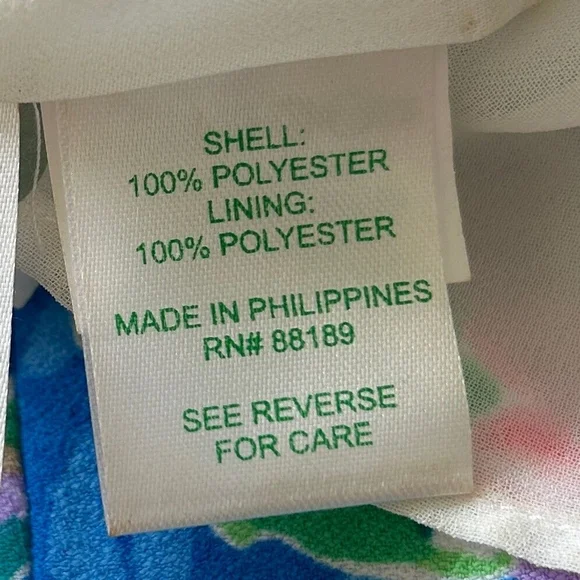 SHELL:
100% POLYESTER
LINING:
100% POLYESTER
MADE IN PHILIPPINES
RN# 88189
SEE REVERSE
FOR CARE